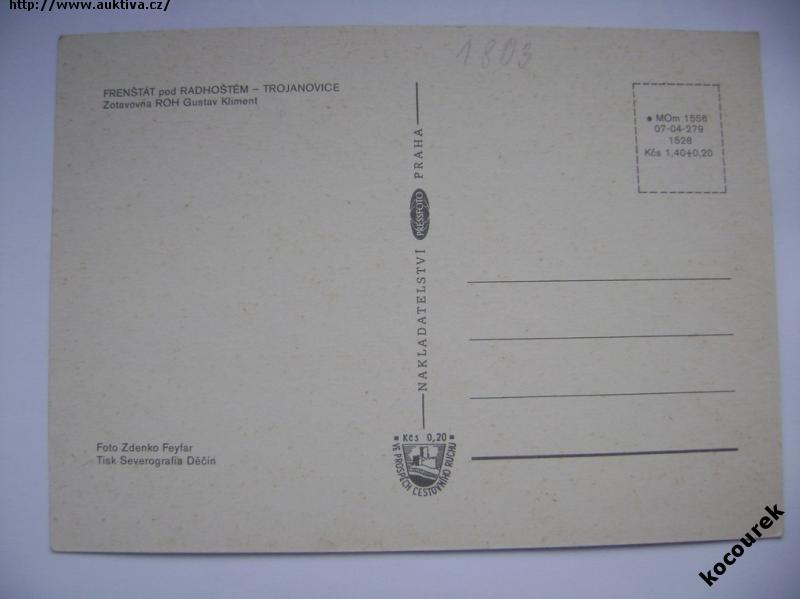 http://www.auktiva.cz/
1803
FRENŠTÁT pod RADHOŠTĚM – TROJANOVICE
Zotavovna ROH Gustav Kliment
• MOm 1556
07-04-279
1528
Kčs 1,40+0,20
NAKLADATELSTVÍ PRESSFOTO PRAHA
Foto Zdenko Feyfar
Tisk Severografia Děčín
Kčs 0,20
VE PROSPĚCH CESTOVNÍHO RUCHU
kocourek